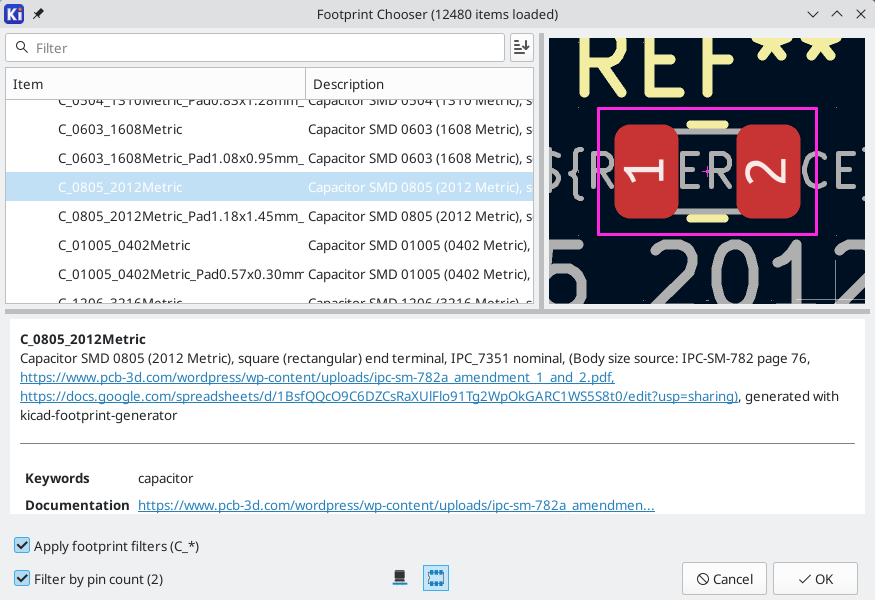 Footprint Chooser (12480 items loaded)
Filter
Item Description
C_0504_1310Metric_Pad0.83x1.28mm_ Capacitor SMD 0504 (1310 Metric), s
C_0603_1608Metric Capacitor SMD 0603 (1608 Metric), s
C_0603_1608Metric_Pad1.08x0.95mm_ Capacitor SMD 0603 (1608 Metric), s
C_0805_2012Metric Capacitor SMD 0805 (2012 Metric), s
C_0805_2012Metric_Pad1.18x1.45mm_ Capacitor SMD 0805 (2012 Metric), s
C_01005_0402Metric Capacitor SMD 01005 (0402 Metric),
C_01005_0402Metric_Pad0.57x0.30mm Capacitor SMD 01005 (0402 Metric),
C_1206_3216Metric Capacitor SMD 1206 (3216 Metric), s
REF**
${R 1 ER 2 CE
5_2012
C_0805_2012Metric
Capacitor SMD 0805 (2012 Metric), square (rectangular) end terminal, IPC_7351 nominal, (Body size source: IPC-SM-782 page 76,
https://www.pcb-3d.com/wordpress/wp-content/uploads/ipc-sm-782a_amendment_1_and_2.pdf,
https://docs.google.com/spreadsheets/d/1BsfQQcO9C6DZCsRaXUlFlo91Tg2WpOkGARC1WS5S8t0/edit?usp=sharing), generated with
kicad-footprint-generator
Keywords capacitor
Documentation https://www.pcb-3d.com/wordpress/wp-content/uploads/ipc-sm-782a_amendmen...
Apply footprint filters (C_*)
Filter by pin count (2)
Cancel
OK